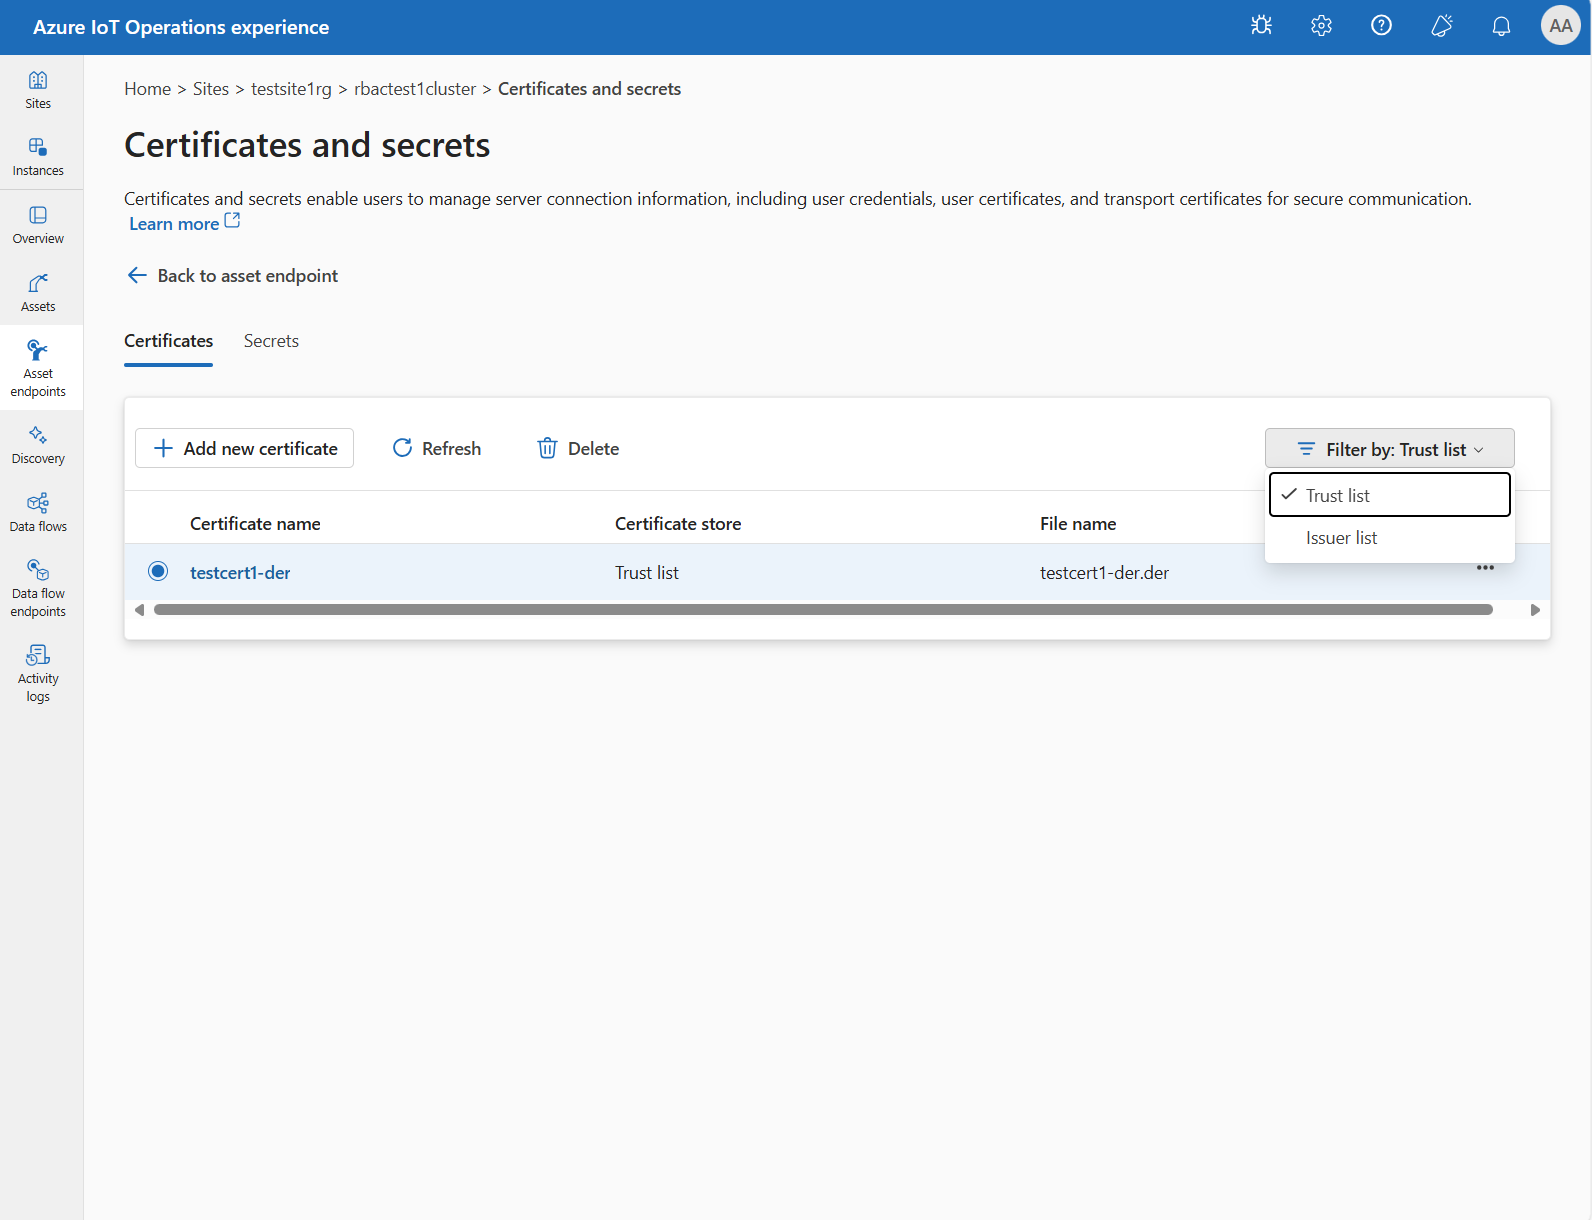 Azure IoT Operations experience
AA
Sites
Instances
Overview
Assets
Asset
endpoints
Discovery
Data flows
Data flow
endpoints
Activity
logs
Home > Sites > testsite1rg > rbactest1cluster > Certificates and secrets
Certificates and secrets
Certificates and secrets enable users to manage server connection information, including user credentials, user certificates, and transport certificates for secure communication.
Learn more
Back to asset endpoint
Certificates
Secrets
Add new certificate
Refresh
Delete
Filter by: Trust list
Trust list
Issuer list
Certificate name
Certificate store
File name
testcert1-der
Trust list
testcert1-der.der